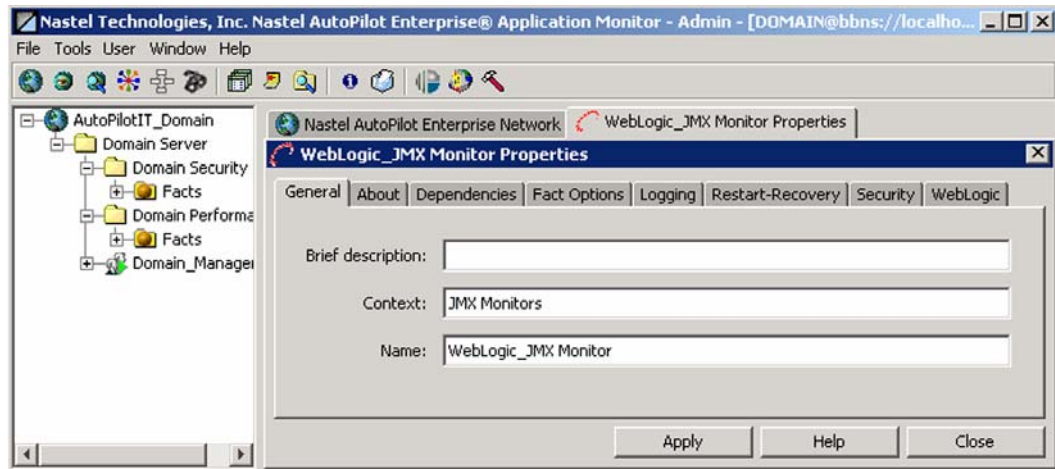 Nastel Technologies, Inc. Nastel AutoPilot Enterprise® Application Monitor - Admin - [DOMAIN@bbns://localho...
File Tools User Window Help
AutoPilotIT_Domain
Domain Server
Domain Security
Facts
Domain Performa
Facts
Domain_Manager
Nastel AutoPilot Enterprise Network
WebLogic_JMX Monitor Properties
WebLogic_JMX Monitor Properties
General About Dependencies Fact Options Logging Restart-Recovery Security WebLogic
Brief description:
Context: JMX Monitors
Name: WebLogic_JMX Monitor
Apply Help Close